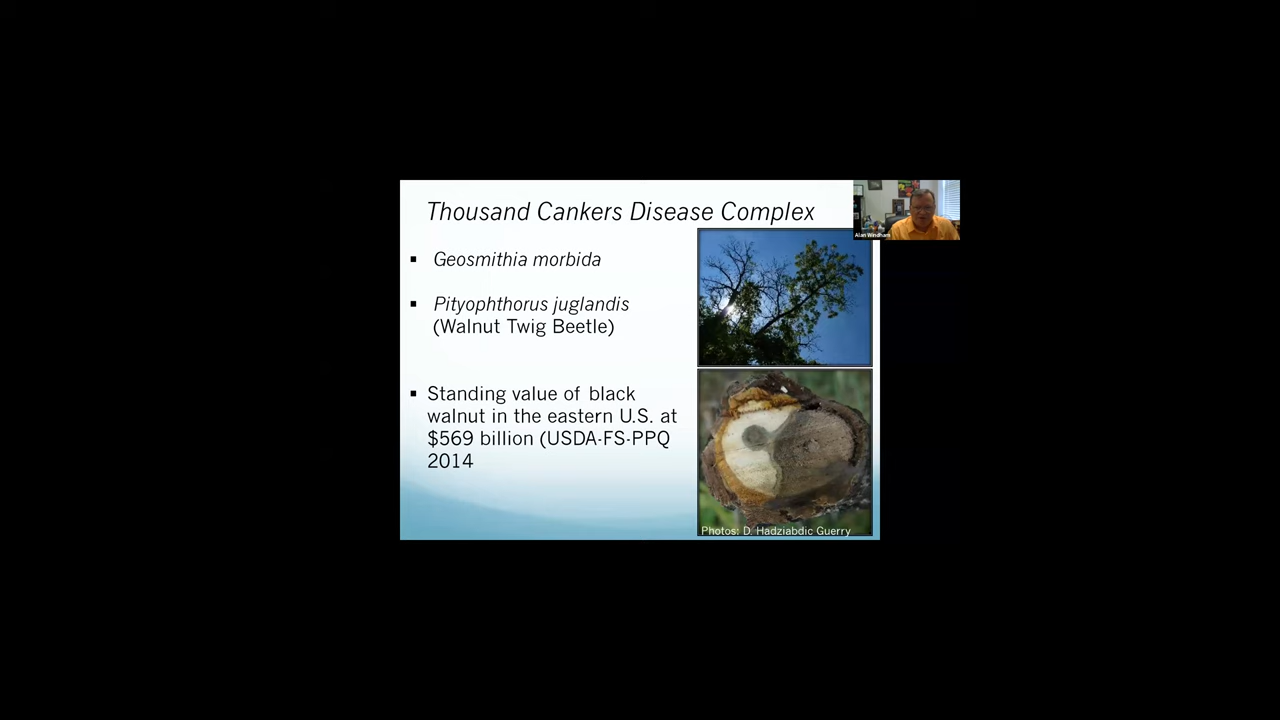 Thousand Cankers Disease Complex
Alan Windham
▪ Geosmithia morbida
▪ Pityophthorus juglandis
(Walnut Twig Beetle)
▪ Standing value of black
walnut in the eastern U.S. at
$569 billion (USDA-FS-PPQ
2014
Photos: D. Hadziabdic Guerry